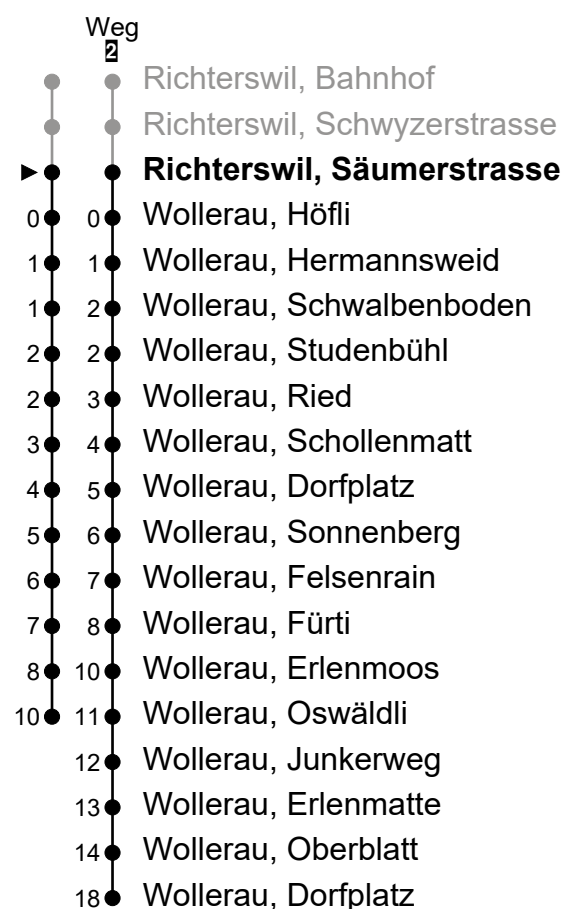 Weg
2
Richterswil, Bahnhof
Richterswil, Schwyzerstrasse
Richterswil, Säumerstrasse
0 0 Wollerau, Höfli
1 1 Wollerau, Hermannsweid
1 2 Wollerau, Schwalbenboden
2 2 Wollerau, Studenbühl
2 3 Wollerau, Ried
3 4 Wollerau, Schollenmatt
4 5 Wollerau, Dorfplatz
5 6 Wollerau, Sonnenberg
6 7 Wollerau, Felsenrain
7 8 Wollerau, Fürti
8 10 Wollerau, Erlenmoos
10 11 Wollerau, Oswäldli
12 Wollerau, Junkerweg
13 Wollerau, Erlenmatte
14 Wollerau, Oberblatt
18 Wollerau, Dorfplatz